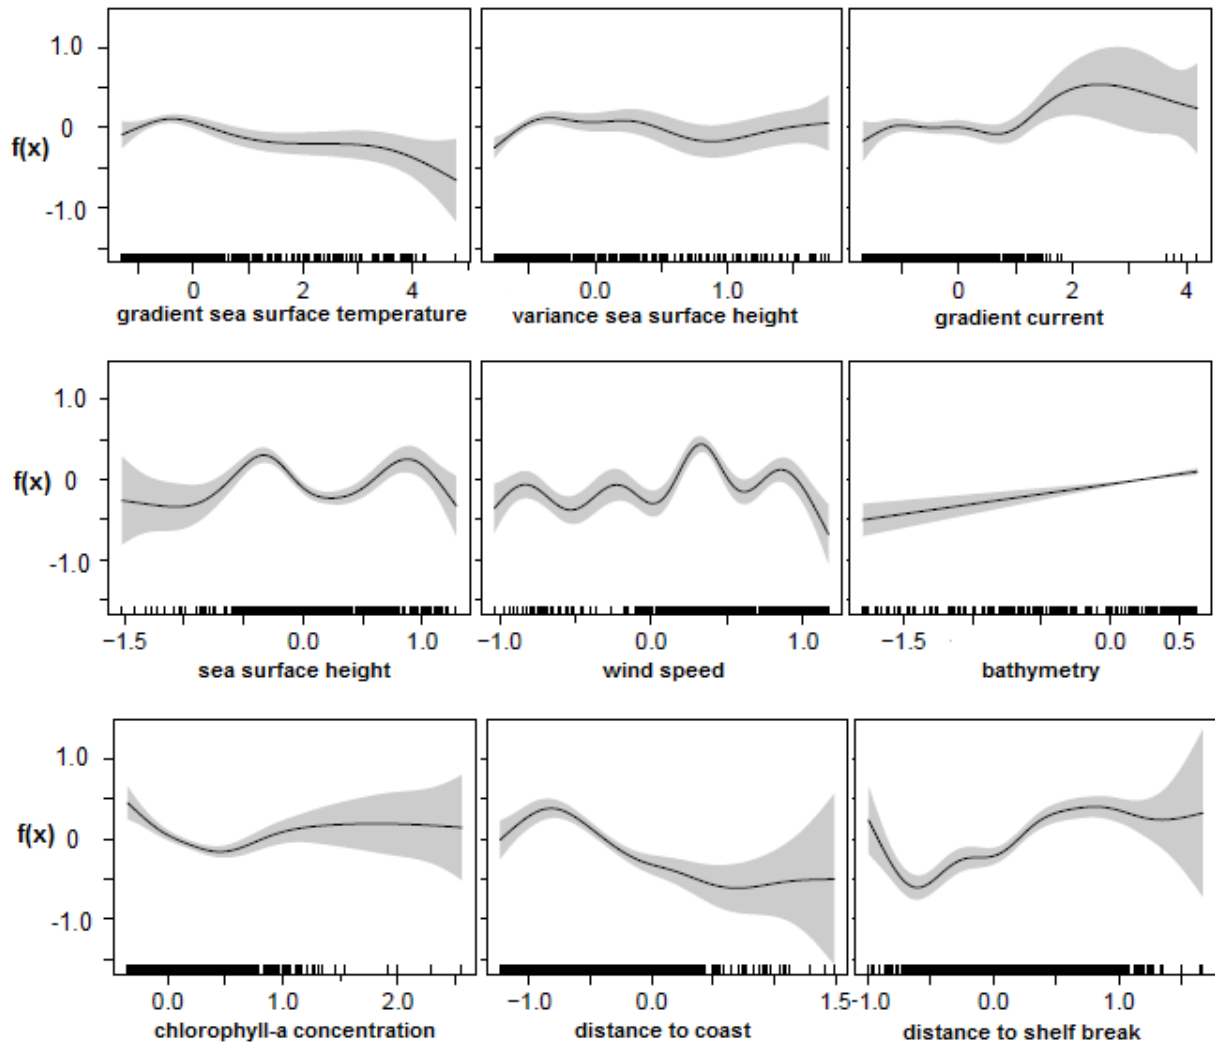 1.0
f(x) 0
-1.0
0 2 4 0.0 1.0 0 2 4
gradient sea surface temperature variance sea surface height gradient current
1.0
f(x) 0
-1.0
−1.5 0.0 1.0 −1.0 0.0 1.0 −1.5 0.0 0.5
sea surface height wind speed bathymetry
1.0
f(x) 0
-1.0
0.0 1.0 2.0 −1.0 0.0 1.5 -1.0 0.0 1.0
chlorophyll-a concentration distance to coast distance to shelf break